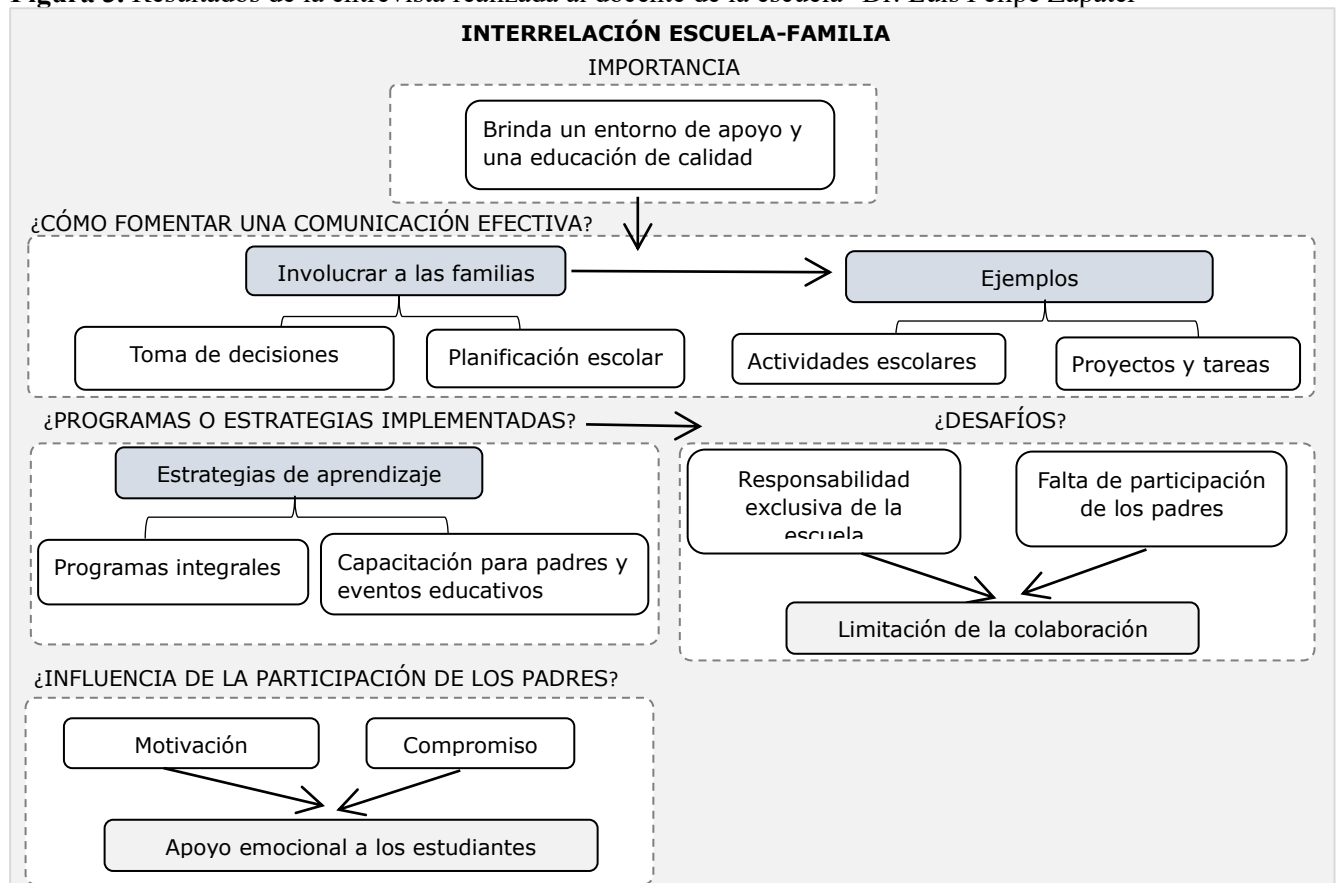 INTERRELACIÓN ESCUELA-FAMILIA
IMPORTANCIA
Brinda un entorno de apoyo y
una educación de calidad
¿CÓMO FOMENTAR UNA COMUNICACIÓN EFECTIVA?
Involucrar a las familias
Ejemplos
Toma de decisiones
Planificación escolar
Actividades escolares
Proyectos y tareas
¿PROGRAMAS O ESTRATEGIAS IMPLEMENTADAS?
¿DESAFÍOS?
Estrategias de aprendizaje
Programas integrales
Capacitación para padres y
eventos educativos
Responsabilidad
exclusiva de la
escuela
Falta de participación
de los padres
Limitación de la colaboración
¿INFLUENCIA DE LA PARTICIPACIÓN DE LOS PADRES?
Motivación
Compromiso
Apoyo emocional a los estudiantes